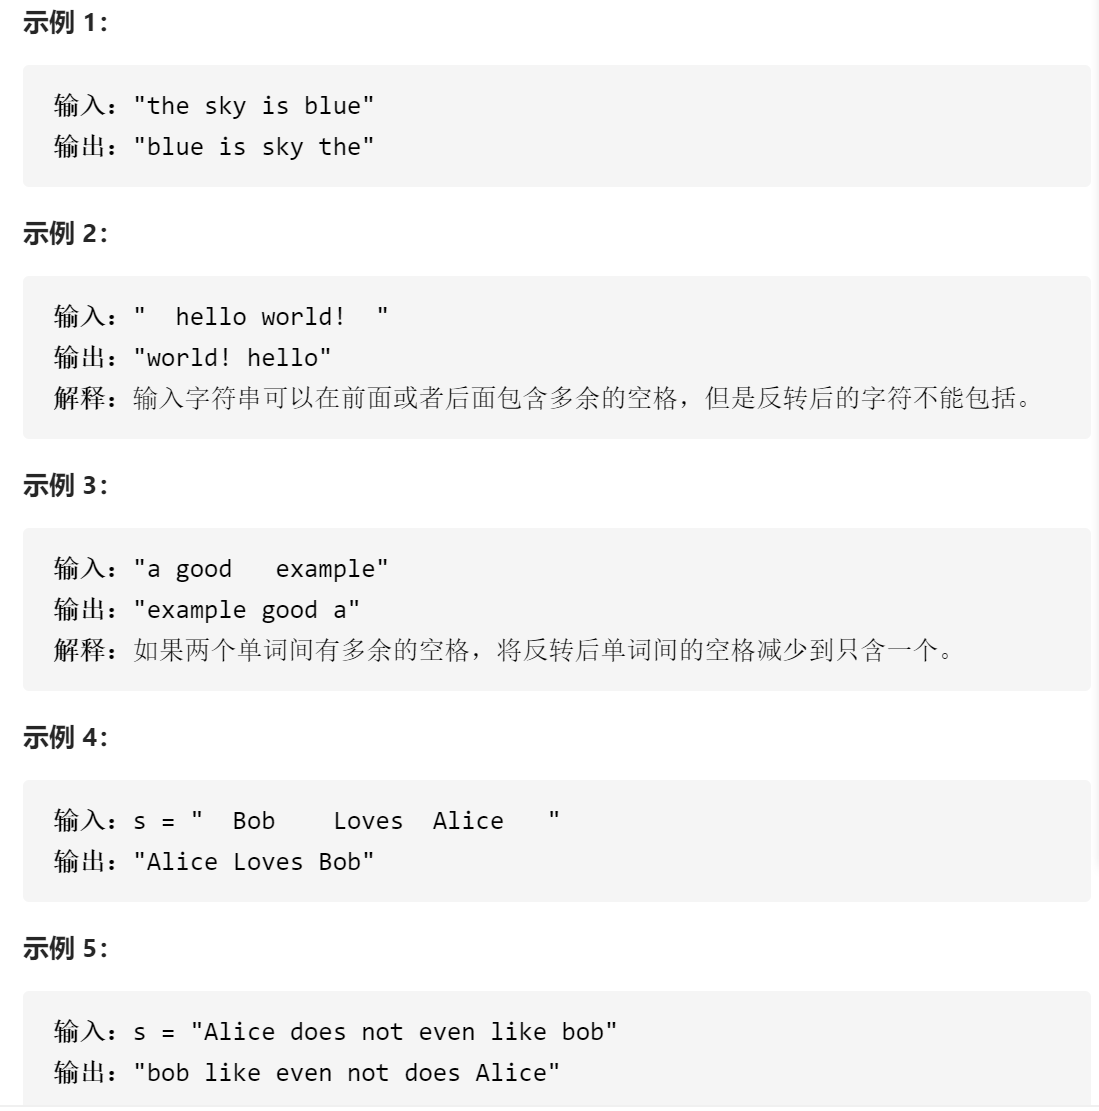 示例 1：
输入："the sky is blue"
输出："blue is sky the"
示例 2：
输入："  hello world!  "
输出："world! hello"
解释：输入字符串可以在前面或者后面包含多余的空格，但是反转后的字符不能包括。
示例 3：
输入："a good   example"
输出："example good a"
解释：如果两个单词间有多余的空格，将反转后单词间的空格减少到只含一个。
示例 4：
输入：s = "  Bob    Loves  Alice   "
输出："Alice Loves Bob"
示例 5：
输入：s = "Alice does not even like bob"
输出："bob like even not does Alice"